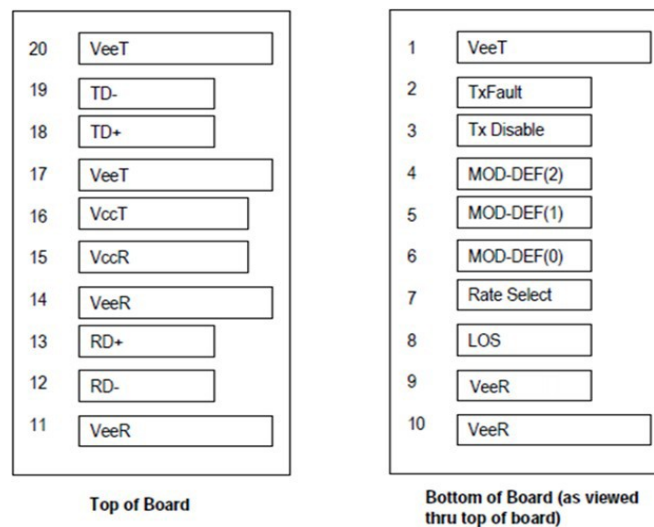 20 VeeT
19 TD-
18 TD+
17 VeeT
16 VccT
15 VccR
14 VeeR
13 RD+
12 RD-
11 VeeR
Top of Board
1 VeeT
2 TxFault
3 Tx Disable
4 MOD-DEF(2)
5 MOD-DEF(1)
6 MOD-DEF(0)
7 Rate Select
8 LOS
9 VeeR
10 VeeR
Bottom of Board (as viewed
thru top of board)